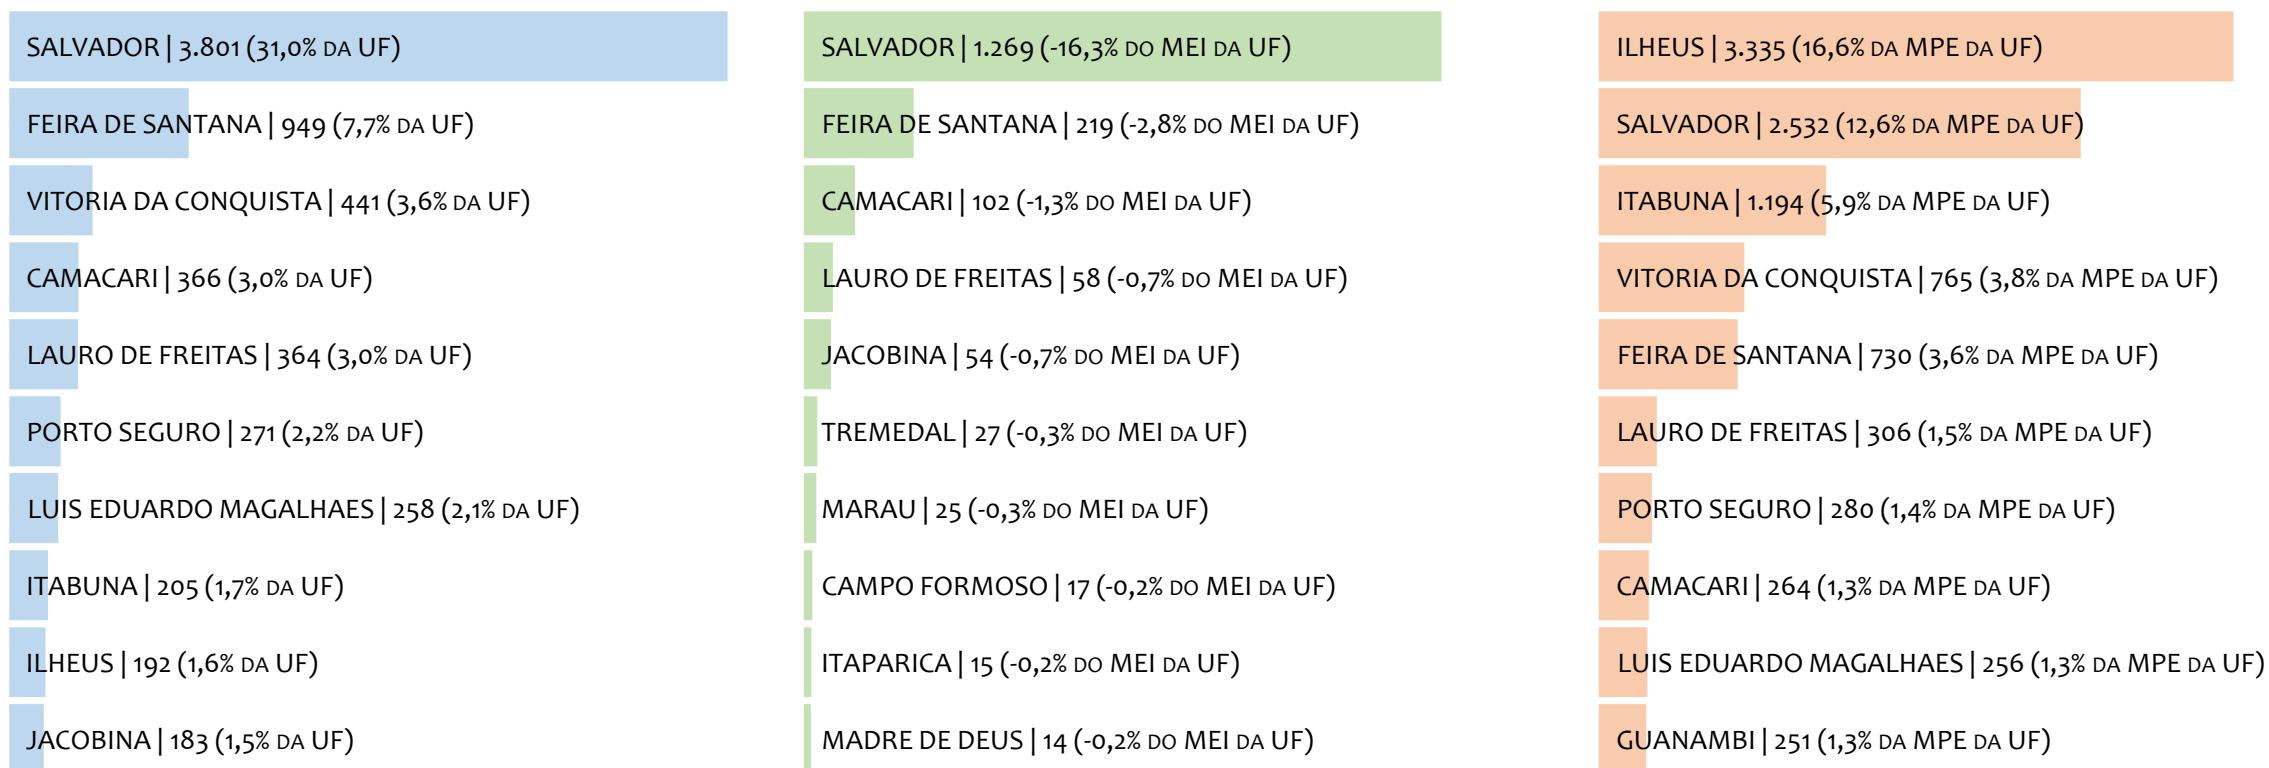 SALVADOR | 3.801 (31,0% DA UF)
FEIRA DE SANTANA | 949 (7,7% DA UF)
VITORIA DA CONQUISTA | 441 (3,6% DA UF)
CAMACARI | 366 (3,0% DA UF)
LAURO DE FREITAS | 364 (3,0% DA UF)
PORTO SEGURO | 271 (2,2% DA UF)
LUIS EDUARDO MAGALHAES | 258 (2,1% DA UF)
ITABUNA | 205 (1,7% DA UF)
ILHEUS | 192 (1,6% DA UF)
JACOBINA | 183 (1,5% DA UF)
SALVADOR | 1.269 (-16,3% DO MEI DA UF)
FEIRA DE SANTANA | 219 (-2,8% DO MEI DA UF)
CAMACARI | 102 (-1,3% DO MEI DA UF)
LAURO DE FREITAS | 58 (-0,7% DO MEI DA UF)
JACOBINA | 54 (-0,7% DO MEI DA UF)
TREMEDAL | 27 (-0,3% DO MEI DA UF)
MARAU | 25 (-0,3% DO MEI DA UF)
CAMPO FORMOSO | 17 (-0,2% DO MEI DA UF)
ITAPARICA | 15 (-0,2% DO MEI DA UF)
MADRE DE DEUS | 14 (-0,2% DO MEI DA UF)
ILHEUS | 3.335 (16,6% DA MPE DA UF)
SALVADOR | 2.532 (12,6% DA MPE DA UF)
ITABUNA | 1.194 (5,9% DA MPE DA UF)
VITORIA DA CONQUISTA | 765 (3,8% DA MPE DA UF)
FEIRA DE SANTANA | 730 (3,6% DA MPE DA UF)
LAURO DE FREITAS | 306 (1,5% DA MPE DA UF)
PORTO SEGURO | 280 (1,4% DA MPE DA UF)
CAMACARI | 264 (1,3% DA MPE DA UF)
LUIS EDUARDO MAGALHAES | 256 (1,3% DA MPE DA UF)
GUANAMBI | 251 (1,3% DA MPE DA UF)